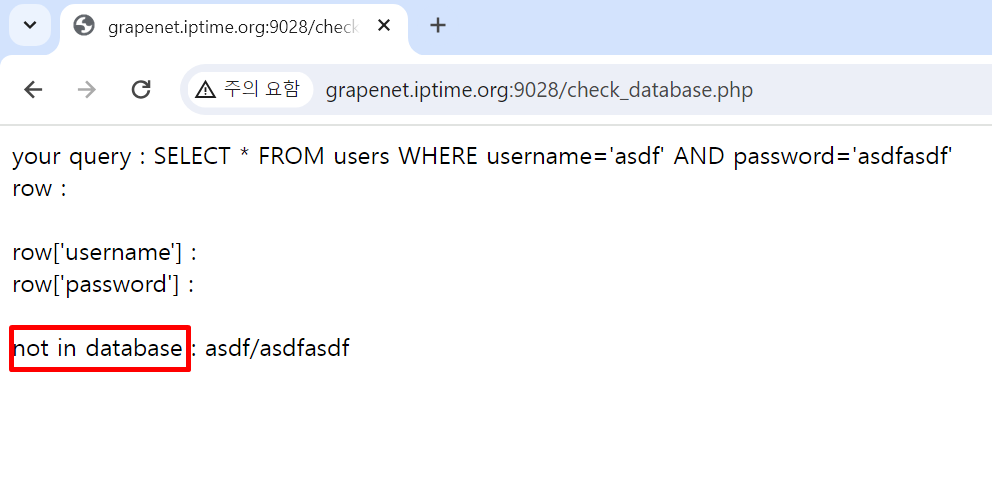 grapenet.iptime.org:9028/check
주의 요함
grapenet.iptime.org:9028/check_database.php
your query : SELECT * FROM users WHERE username='asdf' AND password='asdfasdf'
row :
row['username'] :
row['password'] :
not in database : asdf/asdfasdf